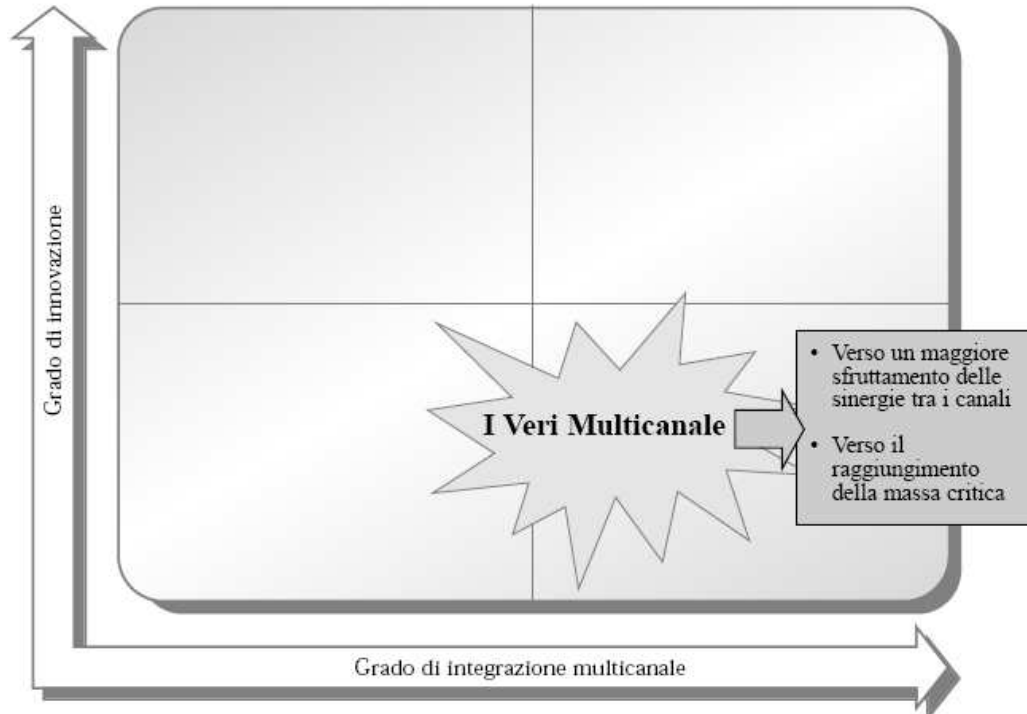 Grado di innovazione
I Veri Multicanale
• Verso un maggiore
sfruttamento delle
sinergie tra i canali
• Verso il
raggiungimento
della massa critica
Grado di integrazione multicanale